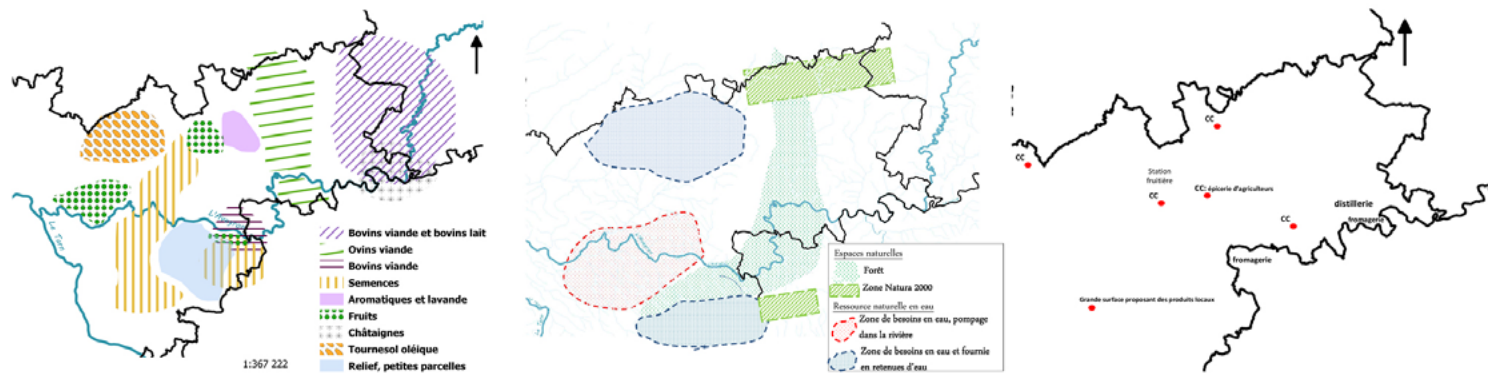 Le Tarn
Bovins viande et bovins lait
Ovins viande
Bovins viande
Semences
Aromatiques et lavande
Fruits
Châtaignes
Tournesol oléique
Relief, petites parcelles
1:367 222
Espaces naturelles
Forêt
Zone Natura 2000
Ressource naturelle en eau
Zone de besoins en eau, pompage
dans la rivière
Zone de besoins en eau et fournie
en retenues d'eau
CC
CC
Station
fruitière
CC
CC: épicerie d'agriculteurs
CC
distillerie
fromagerie
fromagerie
Grande surface proposant des produits locaux